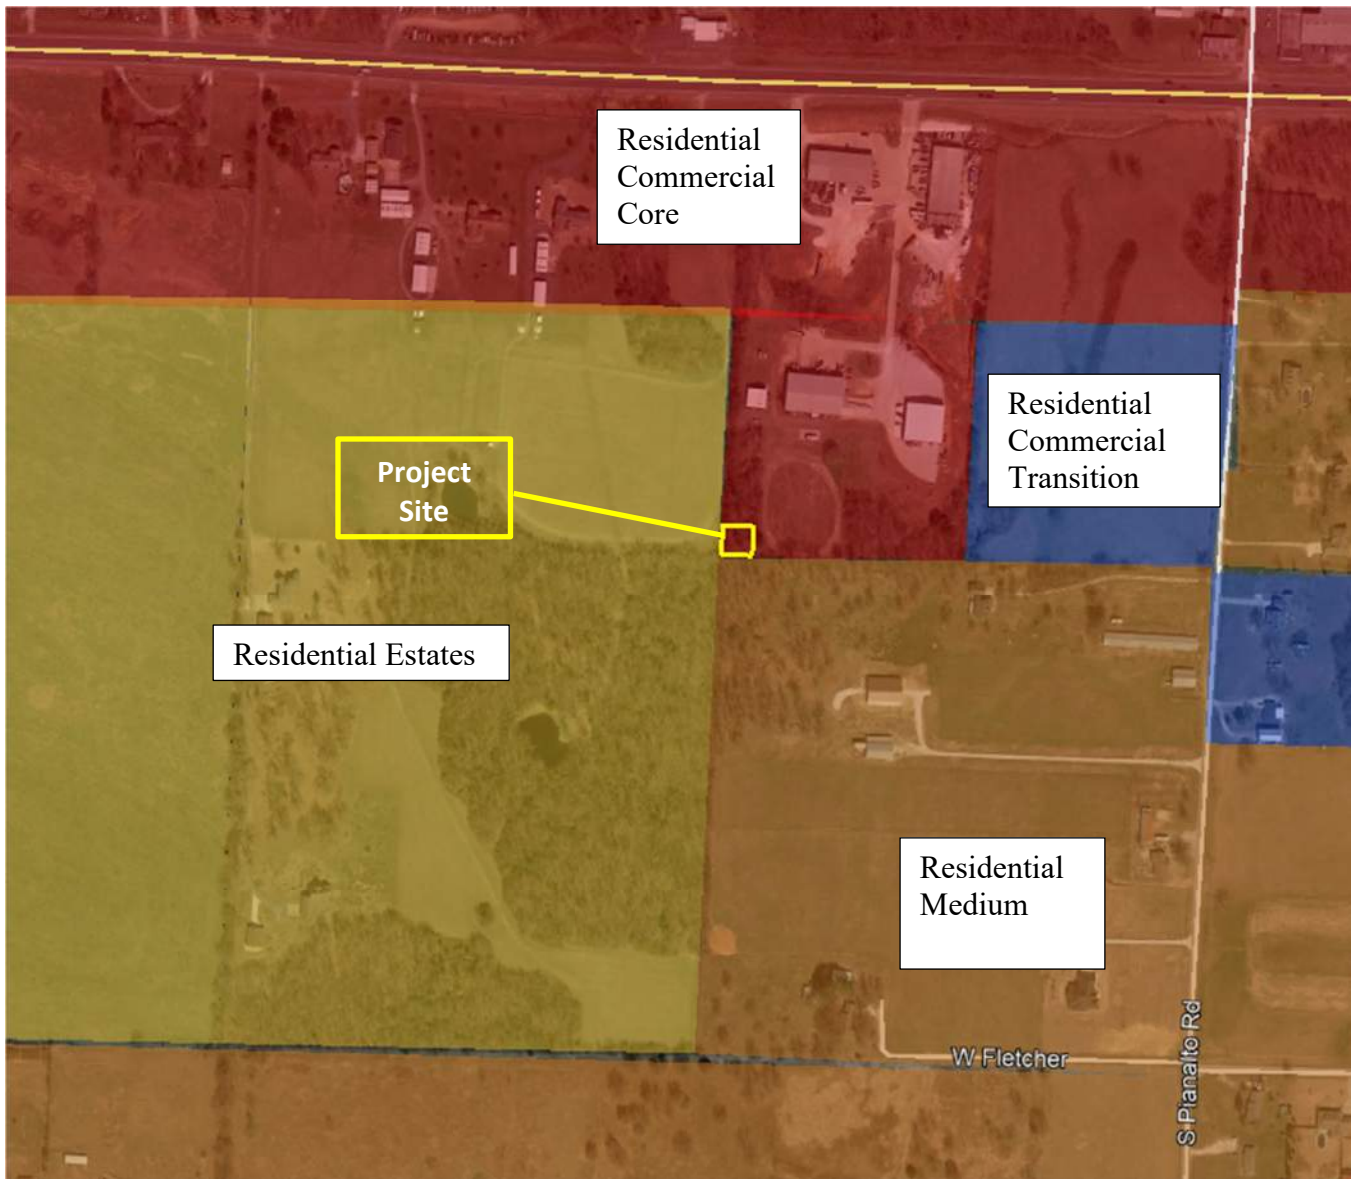 Residential
Commercial
Core
Residential
Commercial
Transition
Project
Site
Residential Estates
Residential
Medium
W Fletcher
S Pianalto Rd